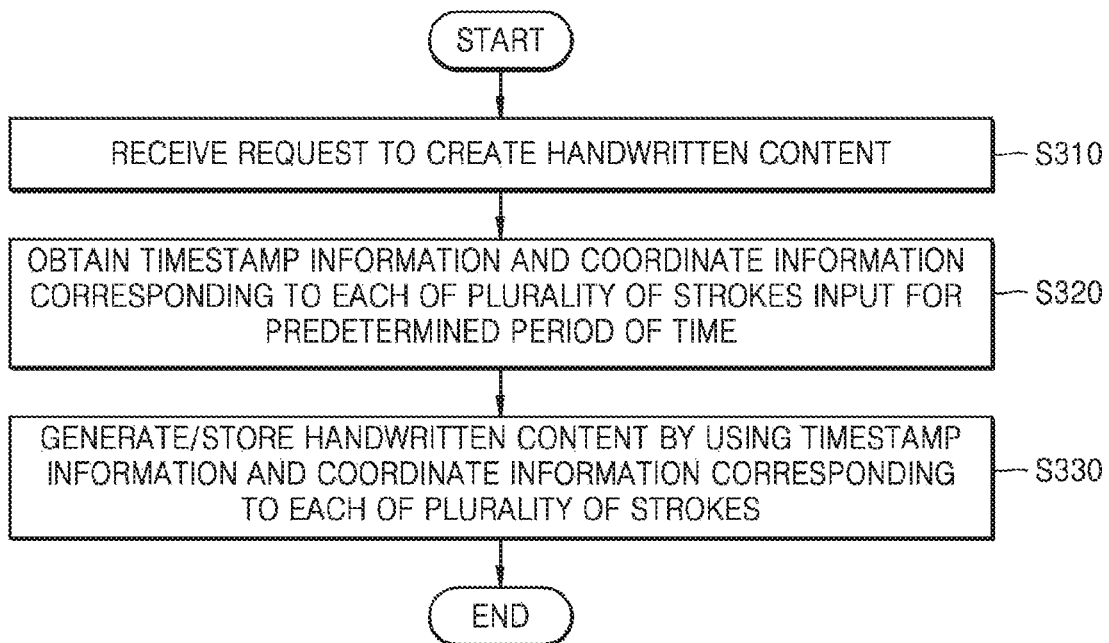 START
RECEIVE REQUEST TO CREATE HANDWRITTEN CONTENT
S310
OBTAIN TIMESTAMP INFORMATION AND COORDINATE INFORMATION
CORRESPONDING TO EACH OF PLURALITY OF STROKES INPUT FOR
PREDETERMINED PERIOD OF TIME
S320
GENERATE/STORE HANDWRITTEN CONTENT BY USING TIMESTAMP
INFORMATION AND COORDINATE INFORMATION CORRESPONDING
TO EACH OF PLURALITY OF STROKES
S330
END